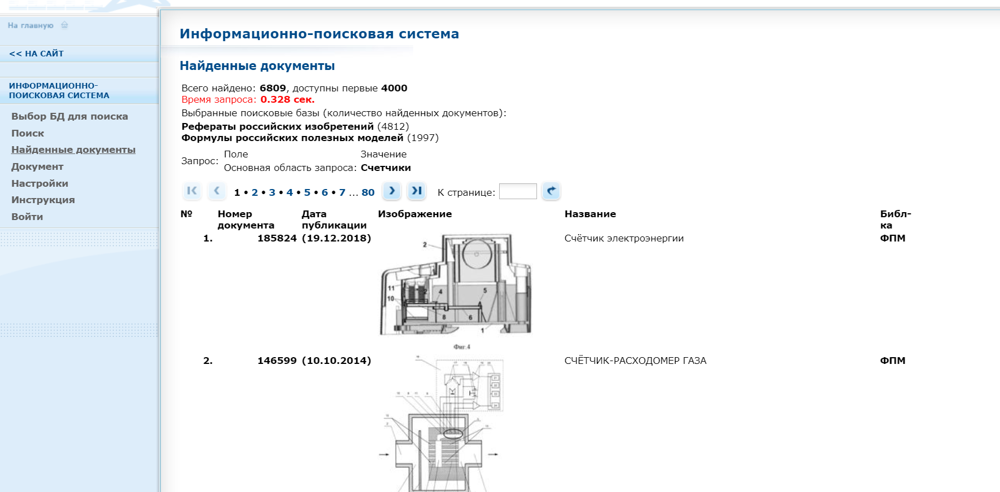 На главную
<< НА САЙТ
ИНФОРМАЦИОННО-
ПОИСКОВАЯ СИСТЕМА
Выбор БД для поиска
Поиск
Найденные документы
Документ
Настройки
Инструкция
Войти
Информационно-поисковая система
Найденные документы
Всего найдено: 6809, доступны первые 4000
Время запроса: 0.328 сек.
Выбранные поисковые базы (количество найденных документов):
Рефераты российских изобретений (4812)
Формулы российских полезных моделей (1997)
Поле Значение
Запрос:
Основная область запроса: Счетчики
1 • 2 • 3 • 4 • 5 • 6 • 7 ... 80 К странице:
№ Номер документа Дата публикации Изображение Название Библ-ка
1. 185824 (19.12.2018) Счётчик электроэнергии ФПМ
2
11 2 4 5
10
8 6
1
Фиг.4
2. 146599 (10.10.2014) СЧЁТЧИК-РАСХОДОМЕР ГАЗА ФПМ